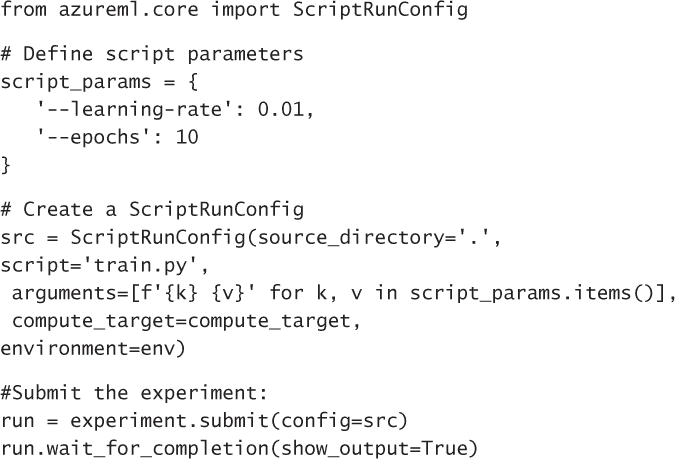 from azureml.core import ScriptRunConfig
# Define script parameters
script_params = {
   '--learning-rate': 0.01,
   '--epochs': 10
}
# Create a ScriptRunConfig
src = ScriptRunConfig(source_directory='.',
script='train.py',
 arguments=[f'{k} {v}' for k, v in script_params.items()],
 compute_target=compute_target,
environment=env)
#Submit the experiment:
run = experiment.submit(config=src)
run.wait_for_completion(show_output=True)